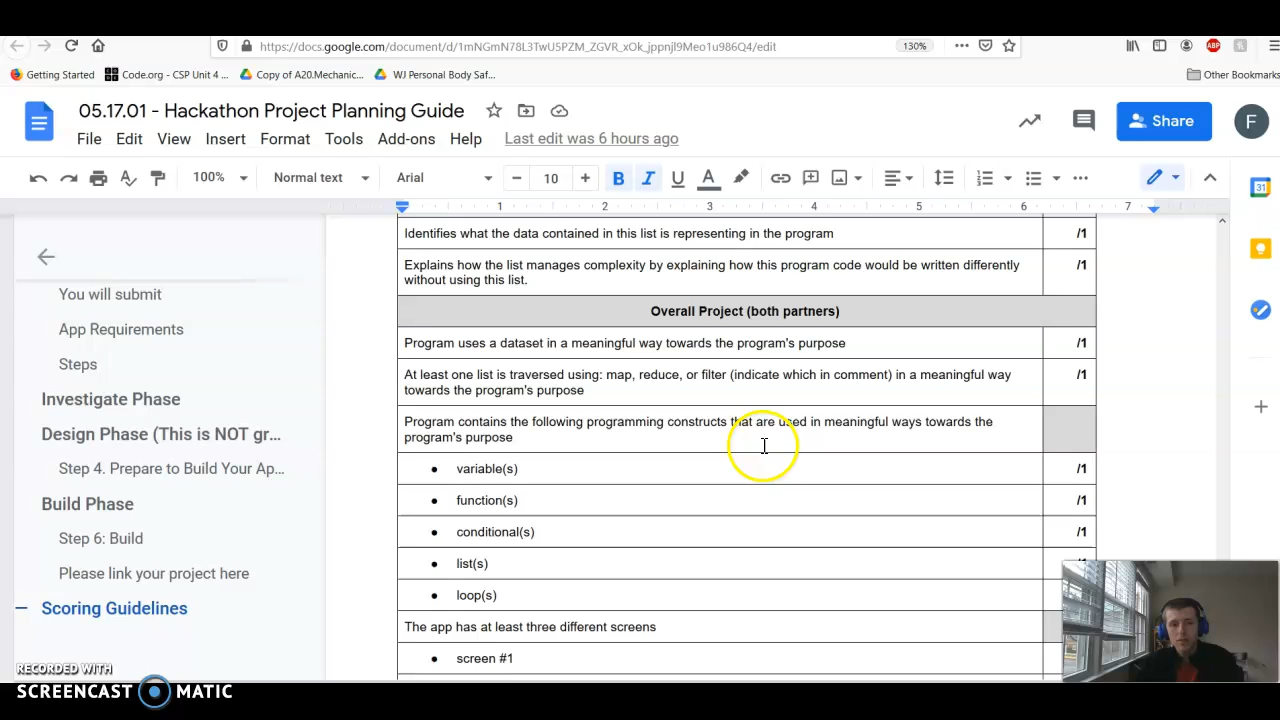 https://docs.google.com/document/d/1mNGmN78L3TwU5PZM_ZGVR_xOk_jppnjl9Meo1u986Q4/edit
130%
ABP
Getting Started
Code.org - CSP Unit 4 ...
Copy of A20.Mechanic...
WJ Personal Body Saf...
Other Bookmarks
05.17.01 - Hackathon Project Planning Guide
Share
F
File Edit View Insert Format Tools Add-ons Help Last edit was 6 hours ago
100% Normal text Arial 10 B I U A
31
1 2 3 4 5 6 7
You will submit
App Requirements
Steps
Investigate Phase
Design Phase (This is NOT gr...
Step 4. Prepare to Build Your Ap...
Build Phase
Step 6: Build
Please link your project here
Scoring Guidelines
Identifies what the data contained in this list is representing in the program /1
Explains how the list manages complexity by explaining how this program code would be written differently /1
without using this list.
Overall Project (both partners)
Program uses a dataset in a meaningful way towards the program's purpose /1
At least one list is traversed using: map, reduce, or filter (indicate which in comment) in a meaningful way /1
towards the program's purpose
Program contains the following programming constructs that are used in meaningful ways towards the
program's purpose
● variable(s) /1
● function(s) /1
● conditional(s) /1
● list(s)
● loop(s)
The app has at least three different screens
● screen #1
RECORDED WITH
SCREENCAST MATIC